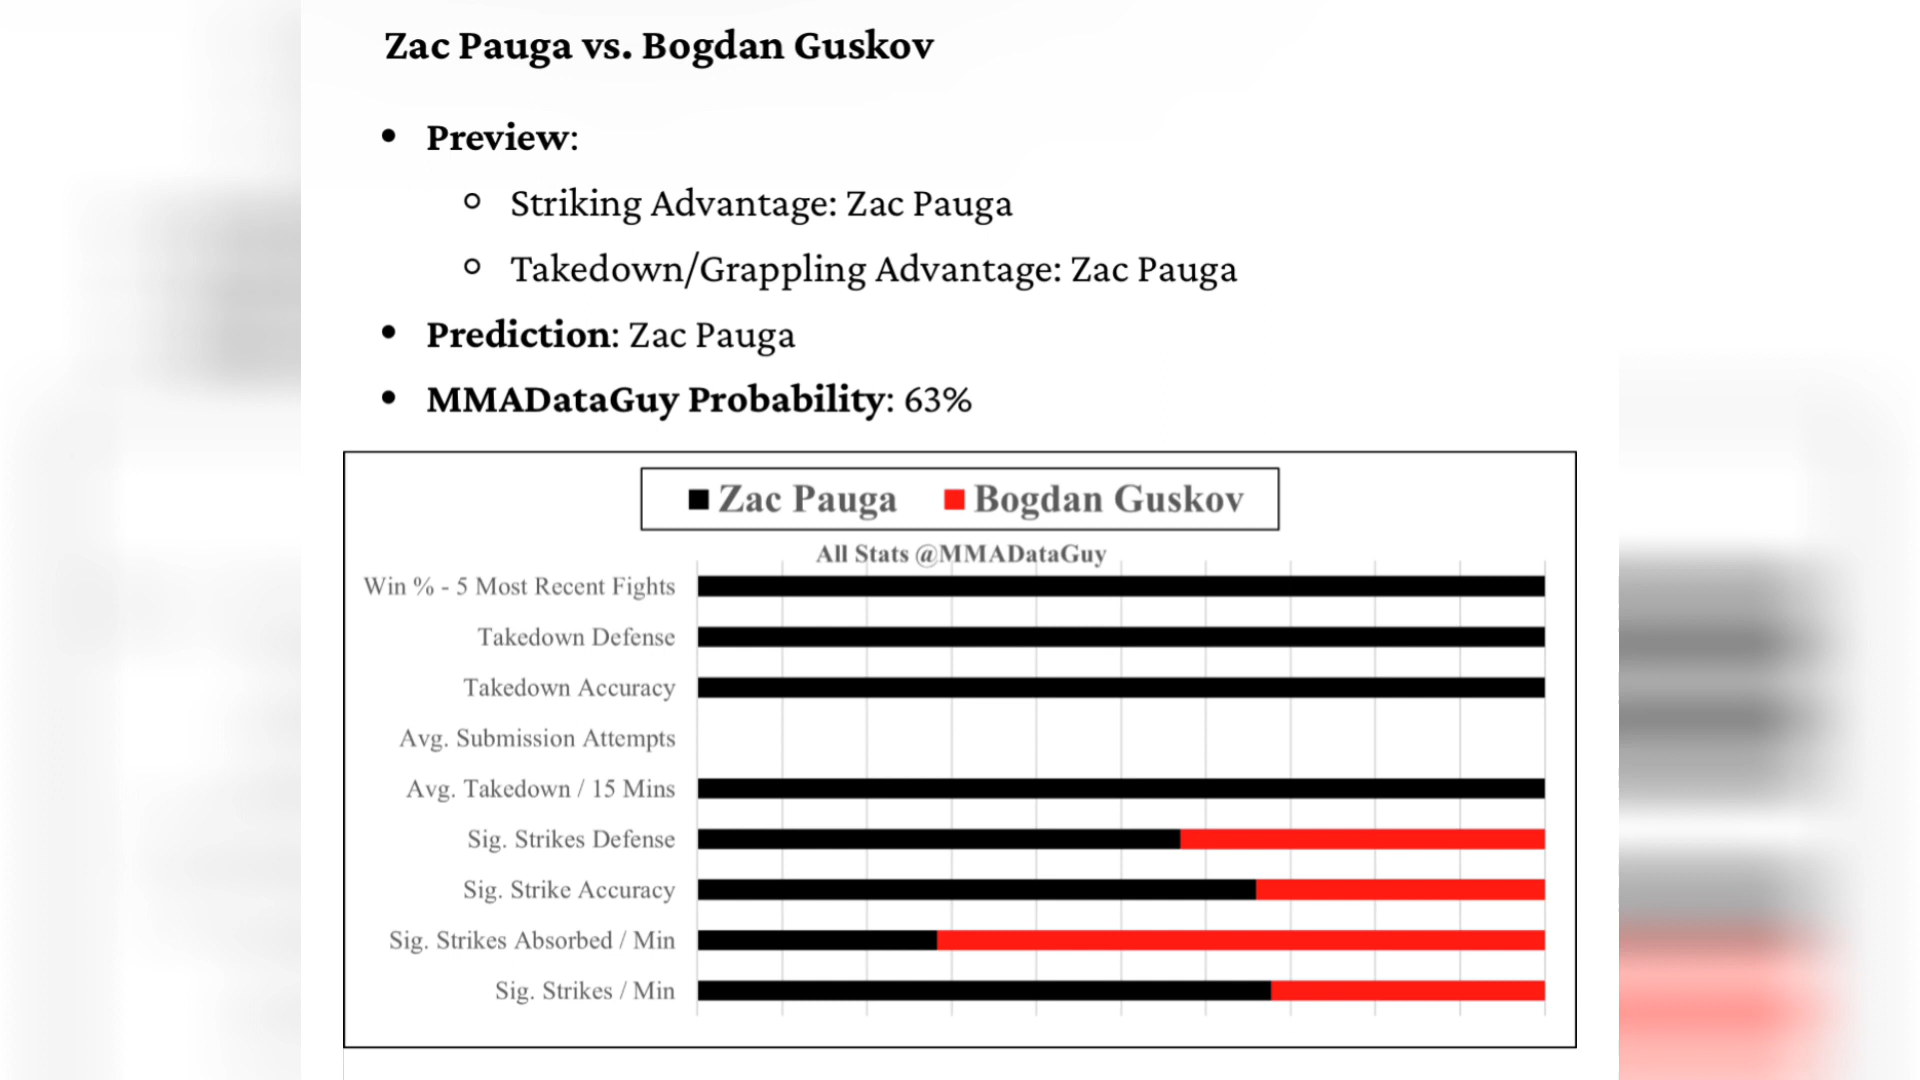 Zac Pauga vs. Bogdan Guskov
• Preview:
○ Striking Advantage: Zac Pauga
○ Takedown/Grappling Advantage: Zac Pauga
• Prediction: Zac Pauga
• MMADataGuy Probability: 63%
Zac Pauga Bogdan Guskov
All Stats @MMADataGuy
Win % - 5 Most Recent Fights
Takedown Defense
Takedown Accuracy
Avg. Submission Attempts
Avg. Takedown / 15 Mins
Sig. Strikes Defense
Sig. Strike Accuracy
Sig. Strikes Absorbed / Min
Sig. Strikes / Min